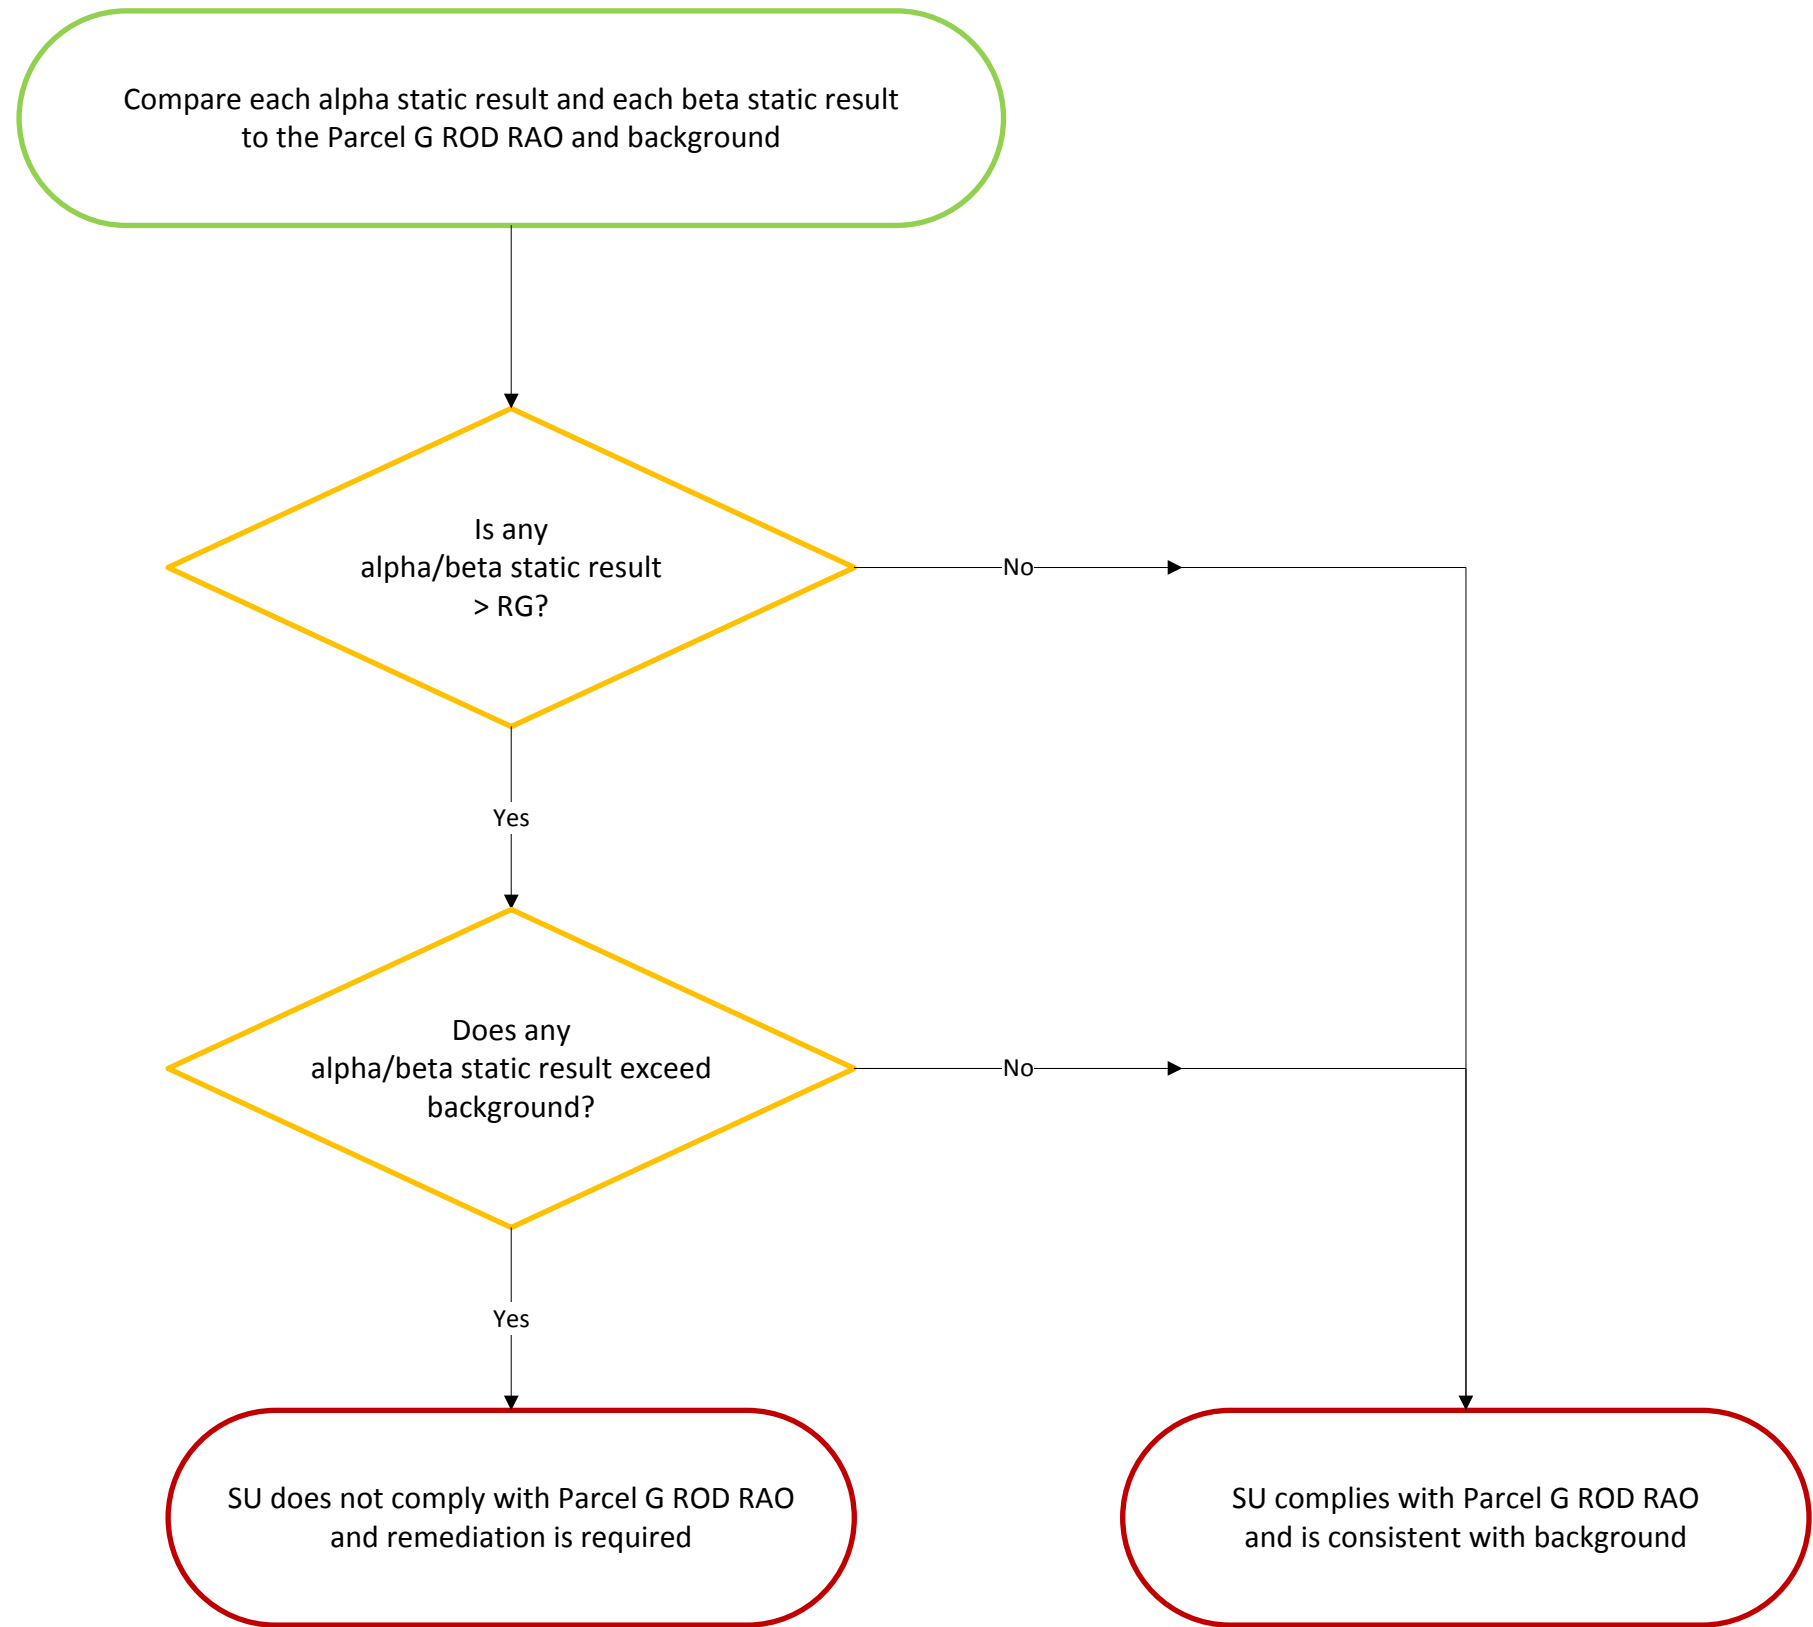 Compare each alpha static result and each beta static result
to the Parcel G ROD RAO and background
Is any
alpha/beta static result
> RG?
No
Yes
Does any
alpha/beta static result exceed
background?
No
Yes
SU does not comply with Parcel G ROD RAO
and remediation is required
SU complies with Parcel G ROD RAO
and is consistent with background